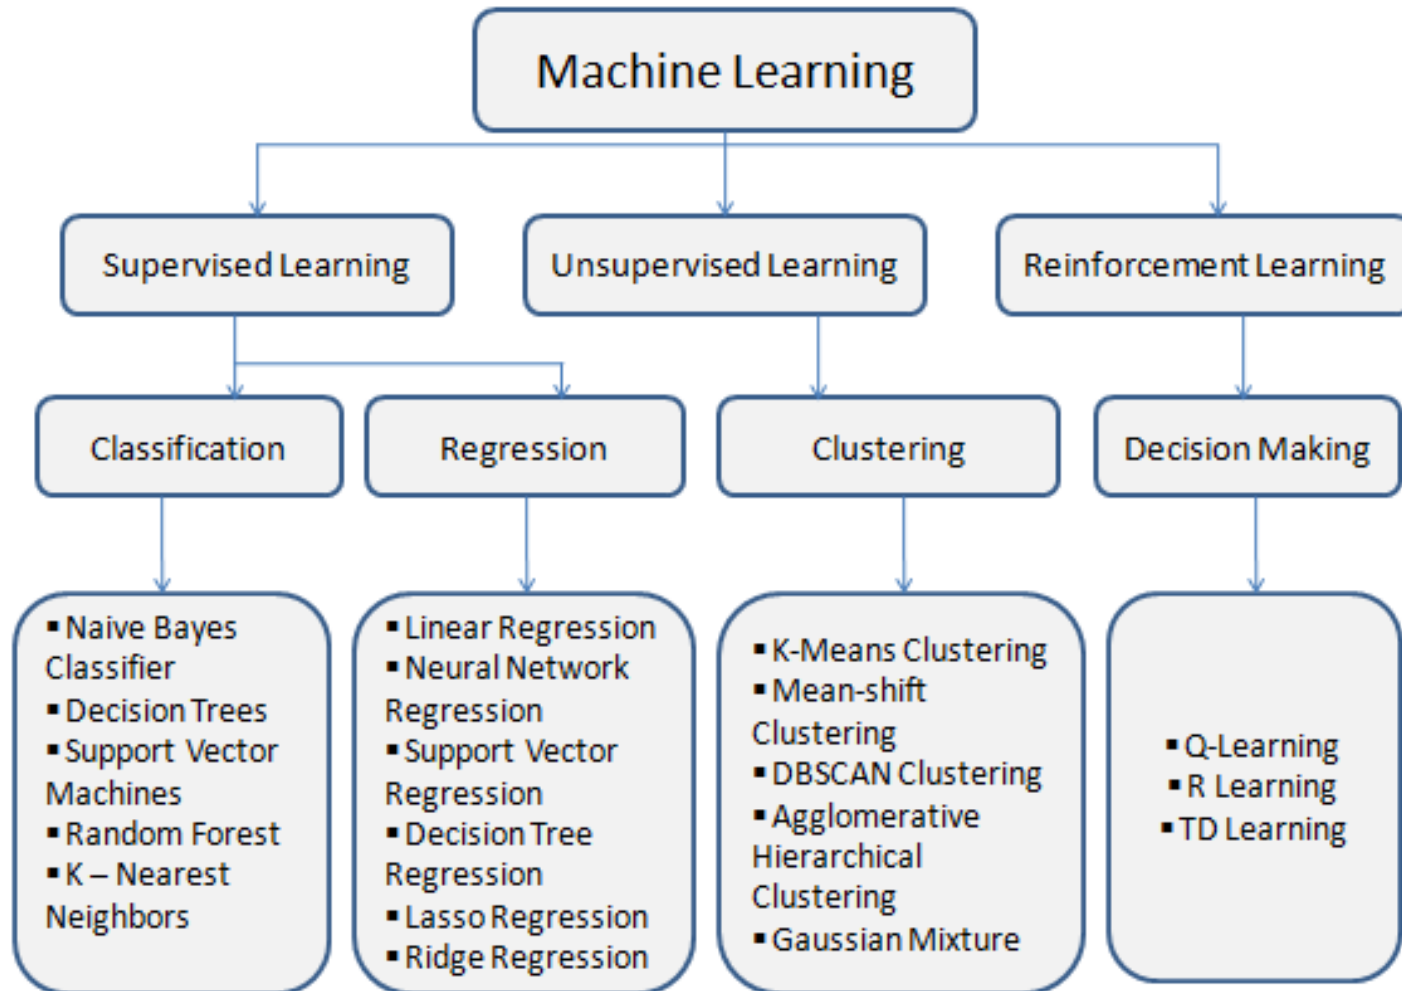 Machine Learning
Supervised Learning
Unsupervised Learning
Reinforcement Learning
Classification
Regression
Clustering
Decision Making
▪ Naive Bayes
Classifier
▪ Decision Trees
▪ Support Vector
Machines
▪ Random Forest
▪ K – Nearest
Neighbors
▪ Linear Regression
▪ Neural Network
Regression
▪ Support Vector
Regression
▪ Decision Tree
Regression
▪ Lasso Regression
▪ Ridge Regression
▪ K-Means Clustering
▪ Mean-shift
Clustering
▪ DBSCAN Clustering
▪ Agglomerative
Hierarchical
Clustering
▪ Gaussian Mixture
▪ Q-Learning
▪ R Learning
▪ TD Learning